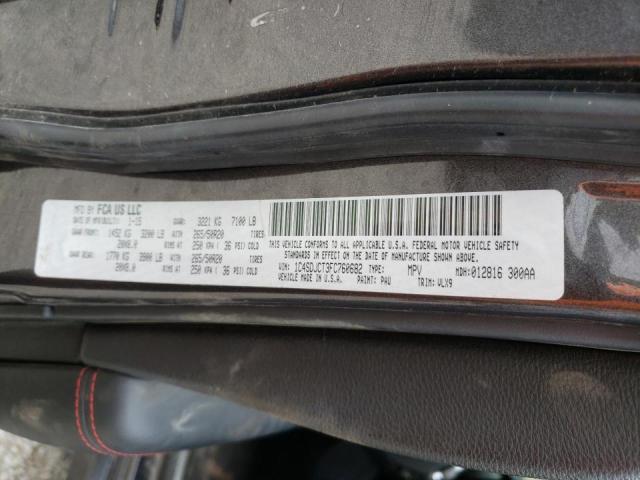 MFD BY FCA US LLC
DATE OF MFR 1-15 GVWR: 3221 KG 7100 LB
GAWR FRONT 1452 KG 3200 LB WITH 265/50R20 TIRES
20X8.0 RIMS AT 250 KPA ( 36 PSI) COLD
GAWR REAR: 1770 KG 3900 LB WITH 265/50R20 TIRES
20X8.0 RIMS AT 250 KPA ( 36 PSI) COLD
THIS VEHICLE CONFORMS TO ALL APPLICABLE U.S.A. FEDERAL MOTOR VEHICLE SAFETY
STANDARDS IN EFFECT ON THE DATE OF MANUFACTURE SHOWN ABOVE.
VIN: 1C4SDJCT3FC760682 TYPE: MPV MDH:012816 300AA
VEHICLE MADE IN U.S.A. PAINT: PAU TRIM: VLX9